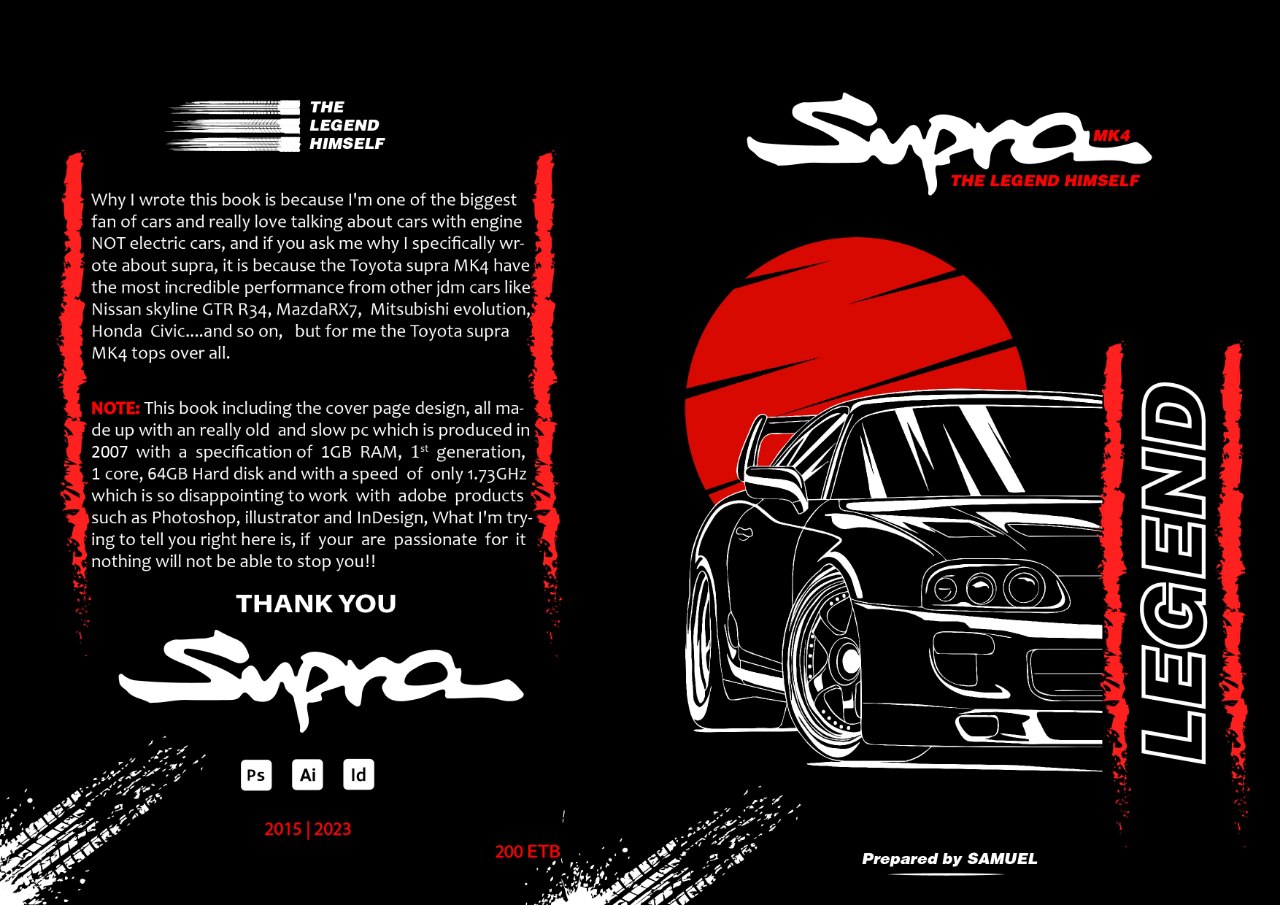 THE
LEGEND
HIMSELF
Why I wrote this book is because I'm one of the biggest
fan of cars and really love talking about cars with engine
NOT electric cars, and if you ask me why I specifically wr-
ote about supra, it is because the Toyota supra MK4 have
the most incredible performance from other jdm cars like
Nissan skyline GTR R34, MazdaRX7, Mitsubishi evolution,
Honda Civic....and so on, but for me the Toyota supra
MK4 tops over all.
NOTE: This book including the cover page design, all ma-
de up with an really old and slow pc which is produced in
2007 with a specification of 1GB RAM, 1st generation,
1 core, 64GB Hard disk and with a speed of only 1.73GHz
which is so disappointing to work with adobe products
such as Photoshop, illustrator and InDesign, What I'm try-
ing to tell you right here is, if your are passionate for it
nothing will not be able to stop you!!
THANK YOU
Supra
Ps Ai Id
2015 | 2023
200 ETB
Supra MK4
THE LEGEND HIMSELF
LEGEND
Prepared by SAMUEL